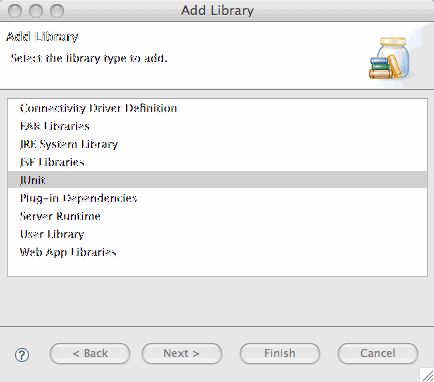 Add Library
Add Library
Select the library type to add.
Connectivity Driver Definition
EAR Libraries
JRE System Library
JSF Libraries
JUnit
Plug-in Dependencies
Server Runtime
User Library
Web App Libraries
?
< Back
Next >
Finish
Cancel